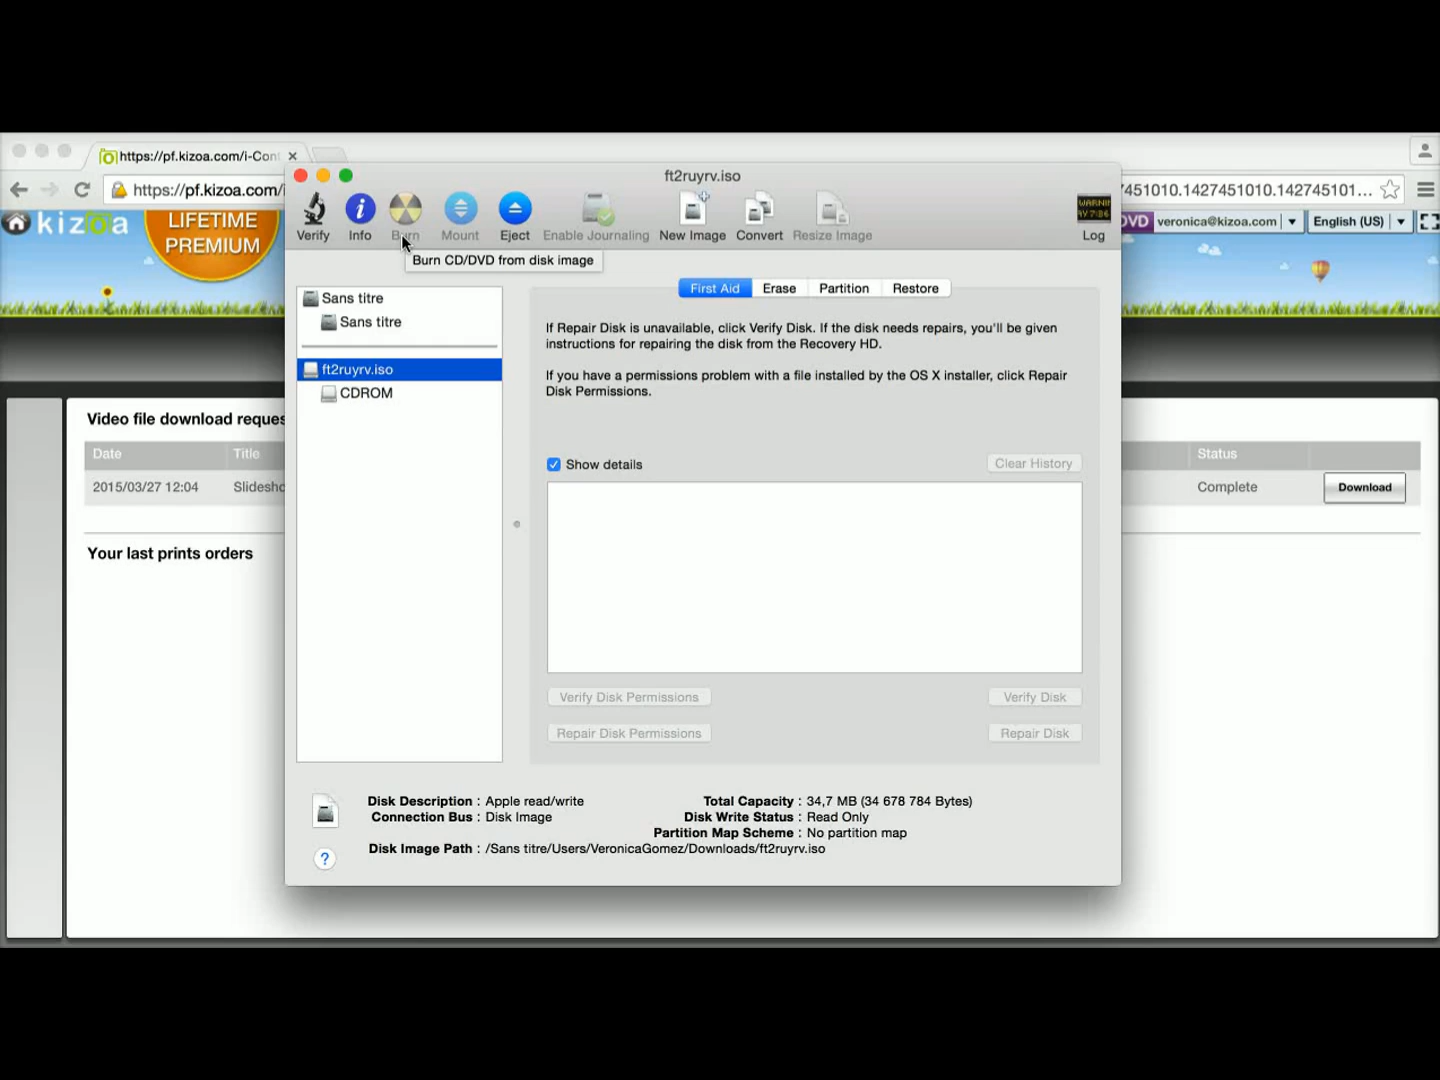 https://pf.kizoa.com/i-Con
ft2ruyrv.iso
https://pf.kizoa.com/
451010.1427451010.142745101...
Verify
Info
Burn
Mount
Eject
Enable Journaling
New Image
Convert
Resize Image
WARNIN
AY 7:86
Log
kizoa
LIFETIME
PREMIUM
DVD
veronica@kizoa.com
English (US)
Burn CD/DVD from disk image
Sans titre
Sans titre
ft2ruyrv.iso
CDROM
First Aid
Erase
Partition
Restore
If Repair Disk is unavailable, click Verify Disk. If the disk needs repairs, you'll be given
instructions for repairing the disk from the Recovery HD.
If you have a permissions problem with a file installed by the OS X installer, click Repair
Disk Permissions.
Show details
Clear History
Video file download reques
Date
Title
Status
2015/03/27 12:04
Slidesho
Complete
Download
Your last prints orders
Verify Disk Permissions
Verify Disk
Repair Disk Permissions
Repair Disk
Disk Description : Apple read/write
Connection Bus : Disk Image
Total Capacity : 34,7 MB (34 678 784 Bytes)
Disk Write Status : Read Only
Partition Map Scheme : No partition map
Disk Image Path : /Sans titre/Users/VeronicaGomez/Downloads/ft2ruyrv.iso
?